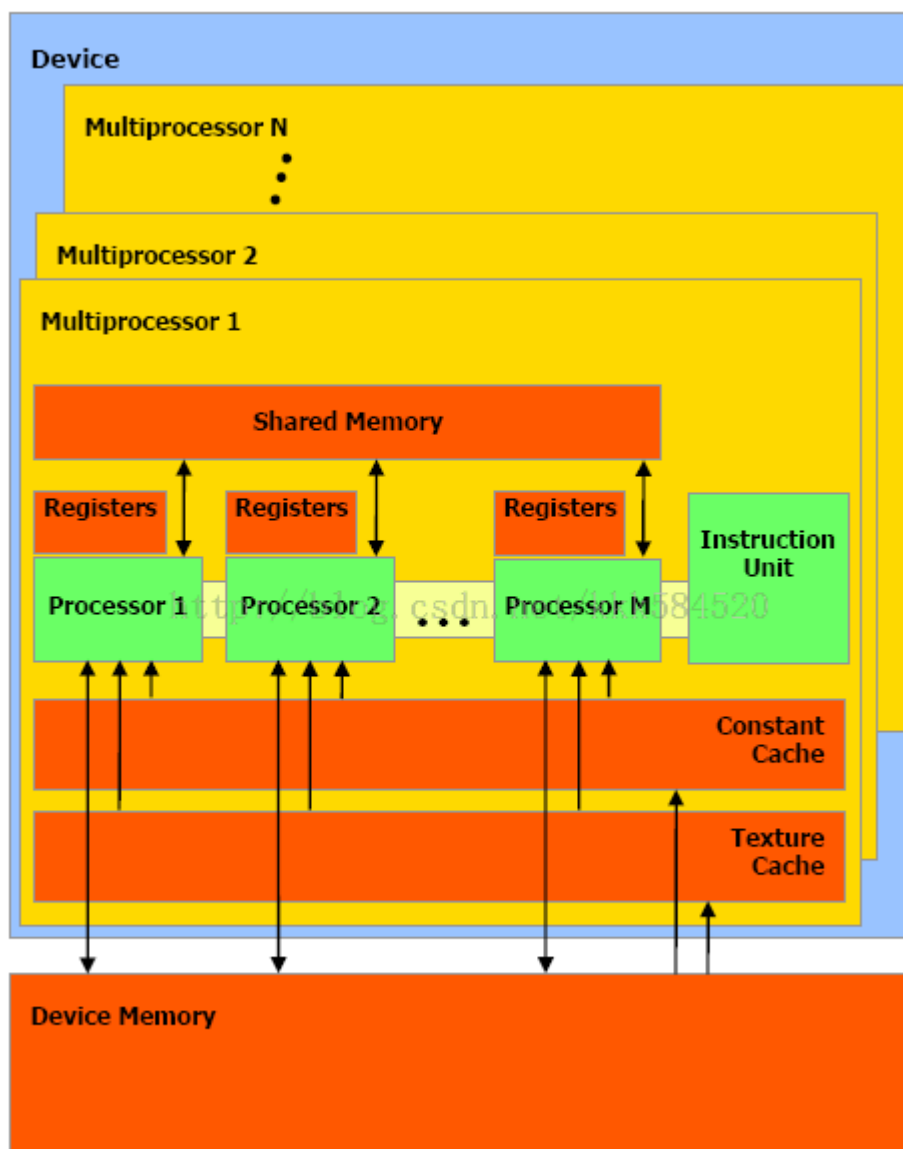 Device
Multiprocessor N
Multiprocessor 2
Multiprocessor 1
Shared Memory
Registers
Registers
Registers
Instruction
Unit
Processor 1
Processor 2
Processor M
Constant
Cache
Texture
Cache
Device Memory